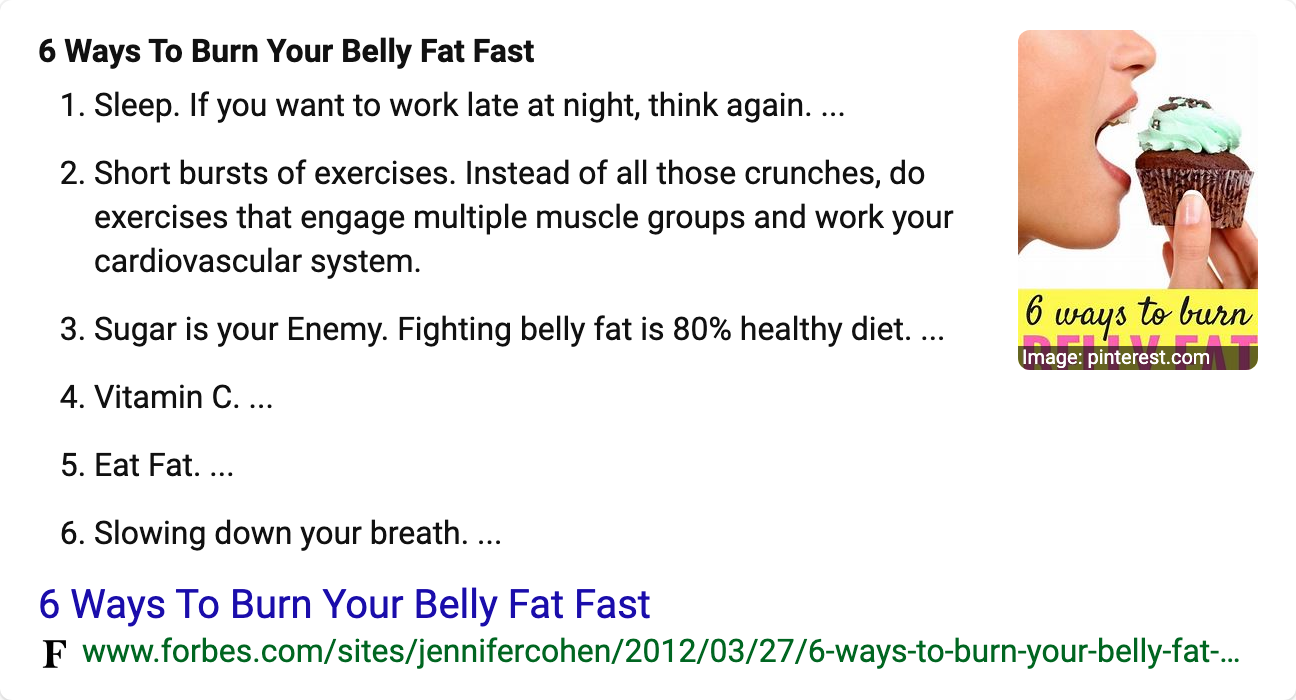 6 Ways To Burn Your Belly Fat Fast
1. Sleep. If you want to work late at night, think again. ...
2. Short bursts of exercises. Instead of all those crunches, do
exercises that engage multiple muscle groups and work your
cardiovascular system.
3. Sugar is your Enemy. Fighting belly fat is 80% healthy diet. ...
4. Vitamin C. ...
5. Eat Fat. ...
6. Slowing down your breath. ...
6 ways to burn
BELLY FAT
Image: pinterest.com
6 Ways To Burn Your Belly Fat Fast
F www.forbes.com/sites/jennifercohen/2012/03/27/6-ways-to-burn-your-belly-fat-...